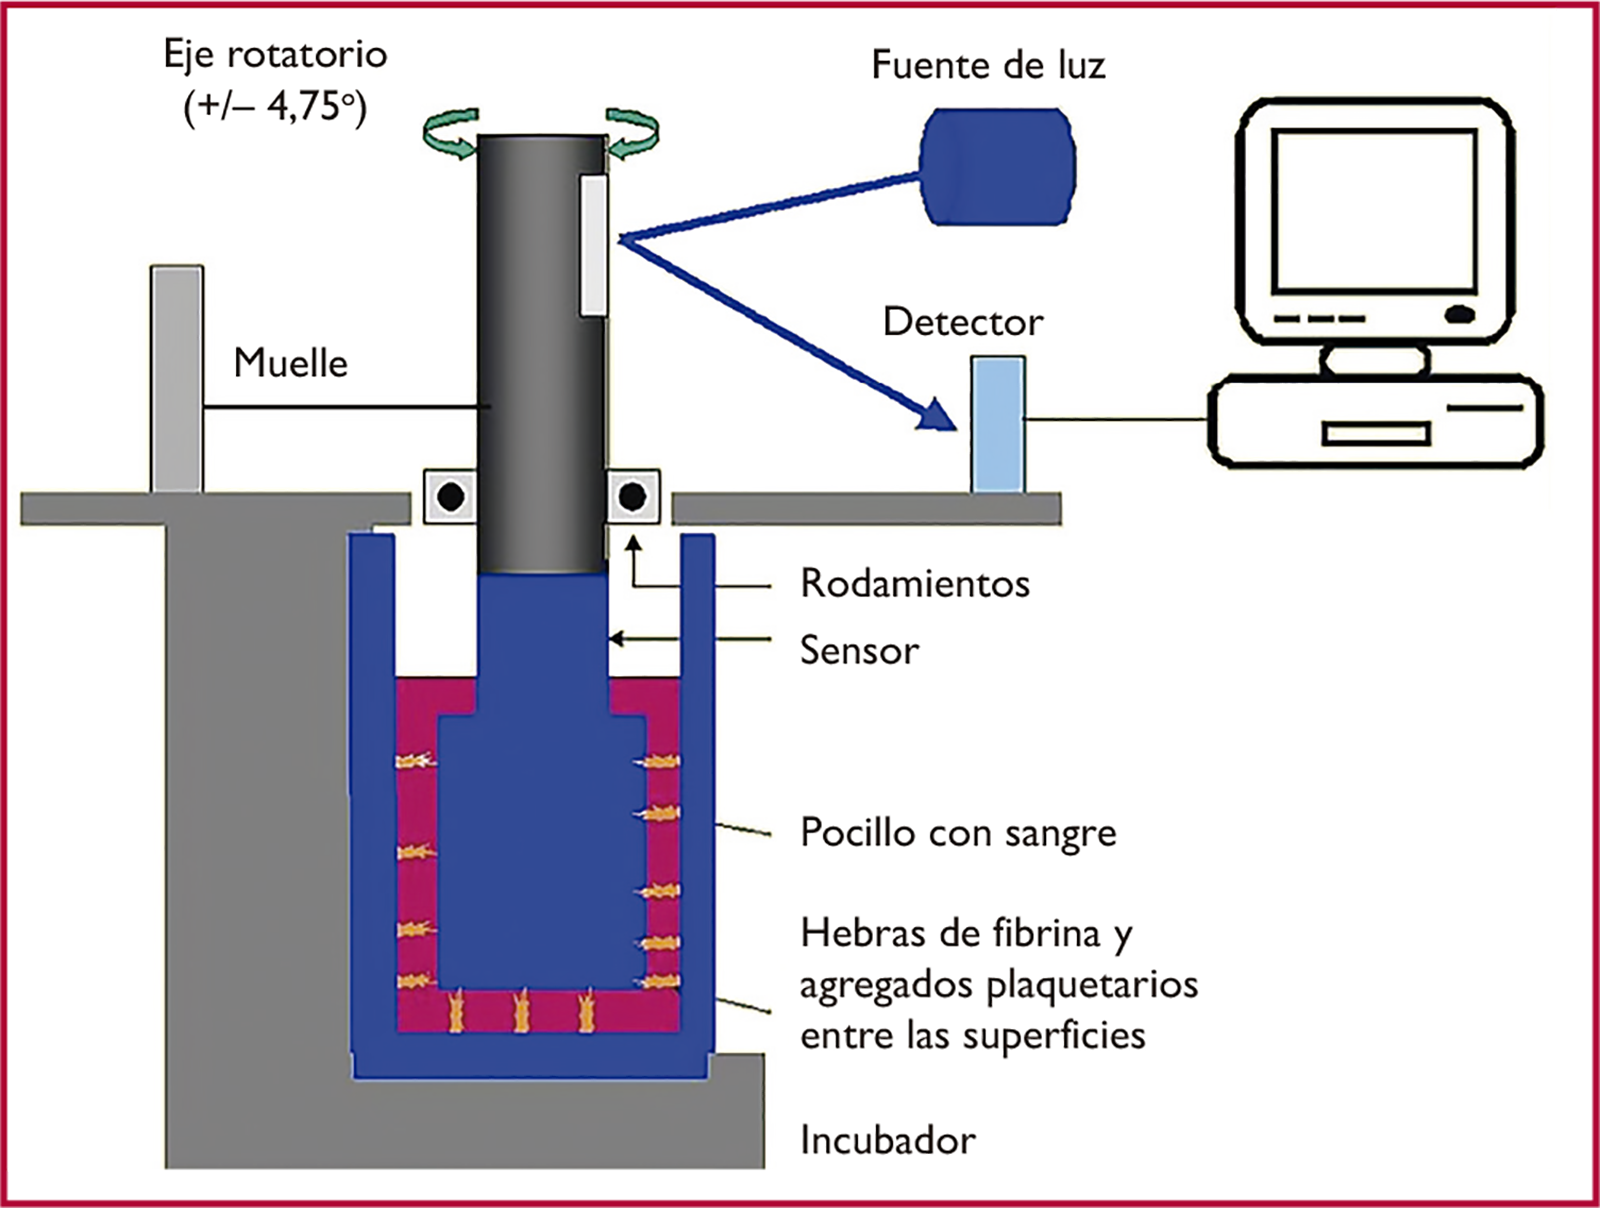 Eje rotatorio
(+/– 4,75º)
Fuente de luz
Detector
Muelle
Rodamientos
Sensor
Pocillo con sangre
Hebras de fibrina y
agregados plaquetarios
entre las superficies
Incubador